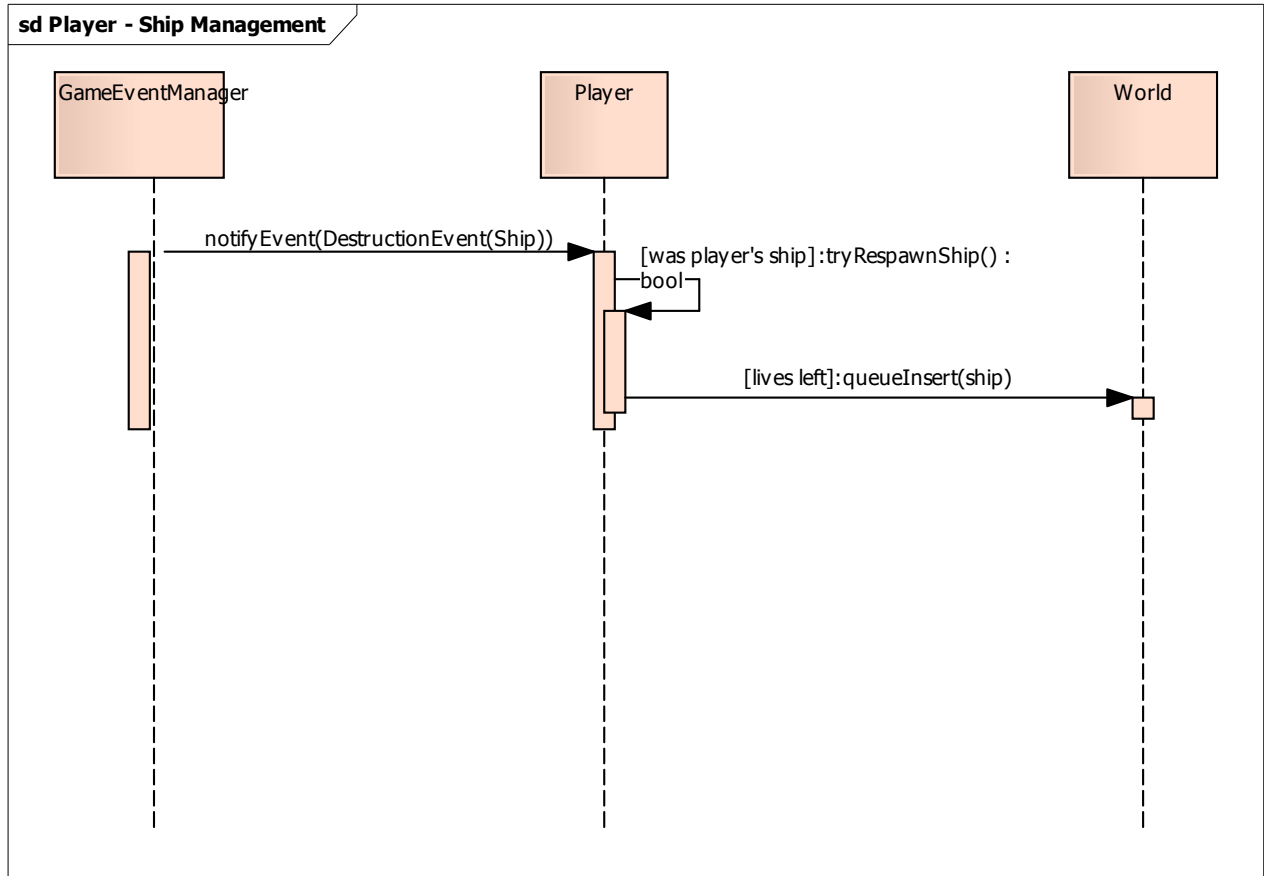 sd Player - Ship Management
GameEventManager
Player
World
notifyEvent(DestructionEvent(Ship))
[was player's ship]:tryRespawnShip() :
bool
[lives left]:queueInsert(ship)